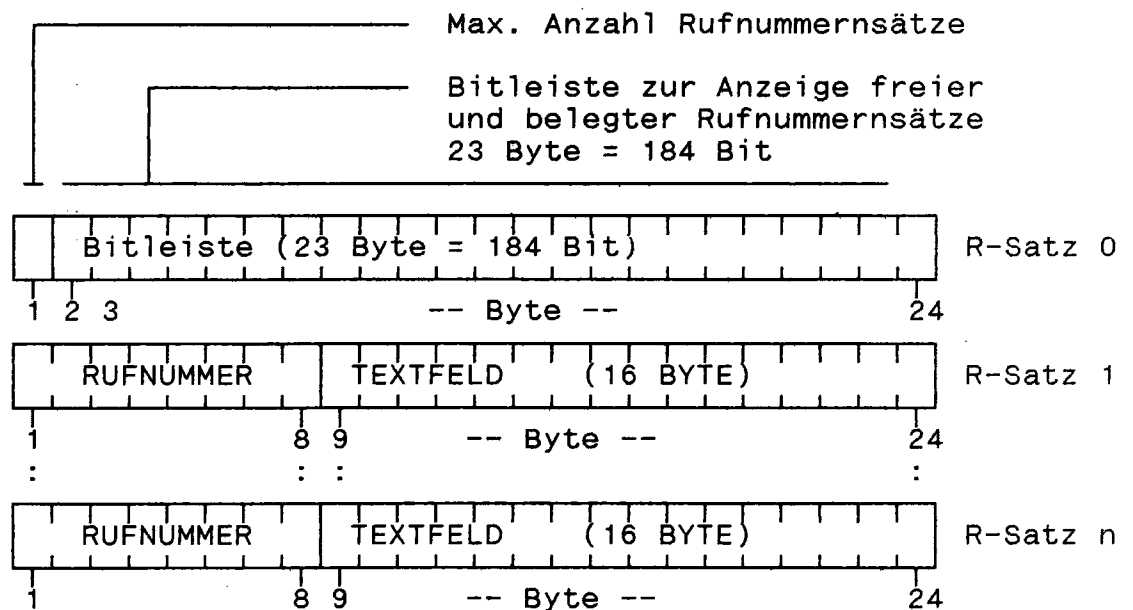 Max. Anzahl Rufnummernsätze
Bitleiste zur Anzeige freier
und belegter Rufnummernsätze
23 Byte = 184 Bit
Bitleiste (23 Byte = 184 Bit) R-Satz 0
1 2 3 -- Byte -- 24
RUFNUMMER TEXTFELD (16 BYTE) R-Satz 1
1 8 9 -- Byte -- 24
: : : :
RUFNUMMER TEXTFELD (16 BYTE) R-Satz n
1 8 9 -- Byte -- 24